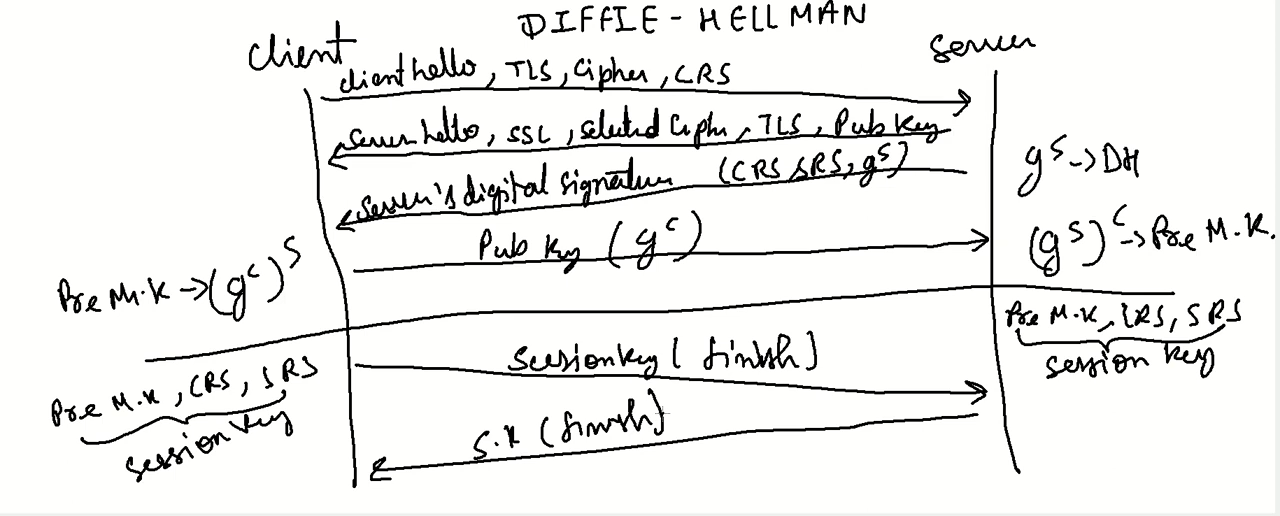 DIFFIE-HELLMAN
client
server
client hello, TLS, Cipher, CRS
server hello, SSL, selected Cipher, TLS, Pub Key
Server's digital signature (CRS, SRS, g^s)
g^s → DH
Pub key (g^c)
(g^s)^c → Pre M.K.
Pre M.K → (g^c)^s
Pre M.K, CRS, SRS
session key
Session key ( finish )
Pre M.K, CRS, SRS
session key
S.K (finish)